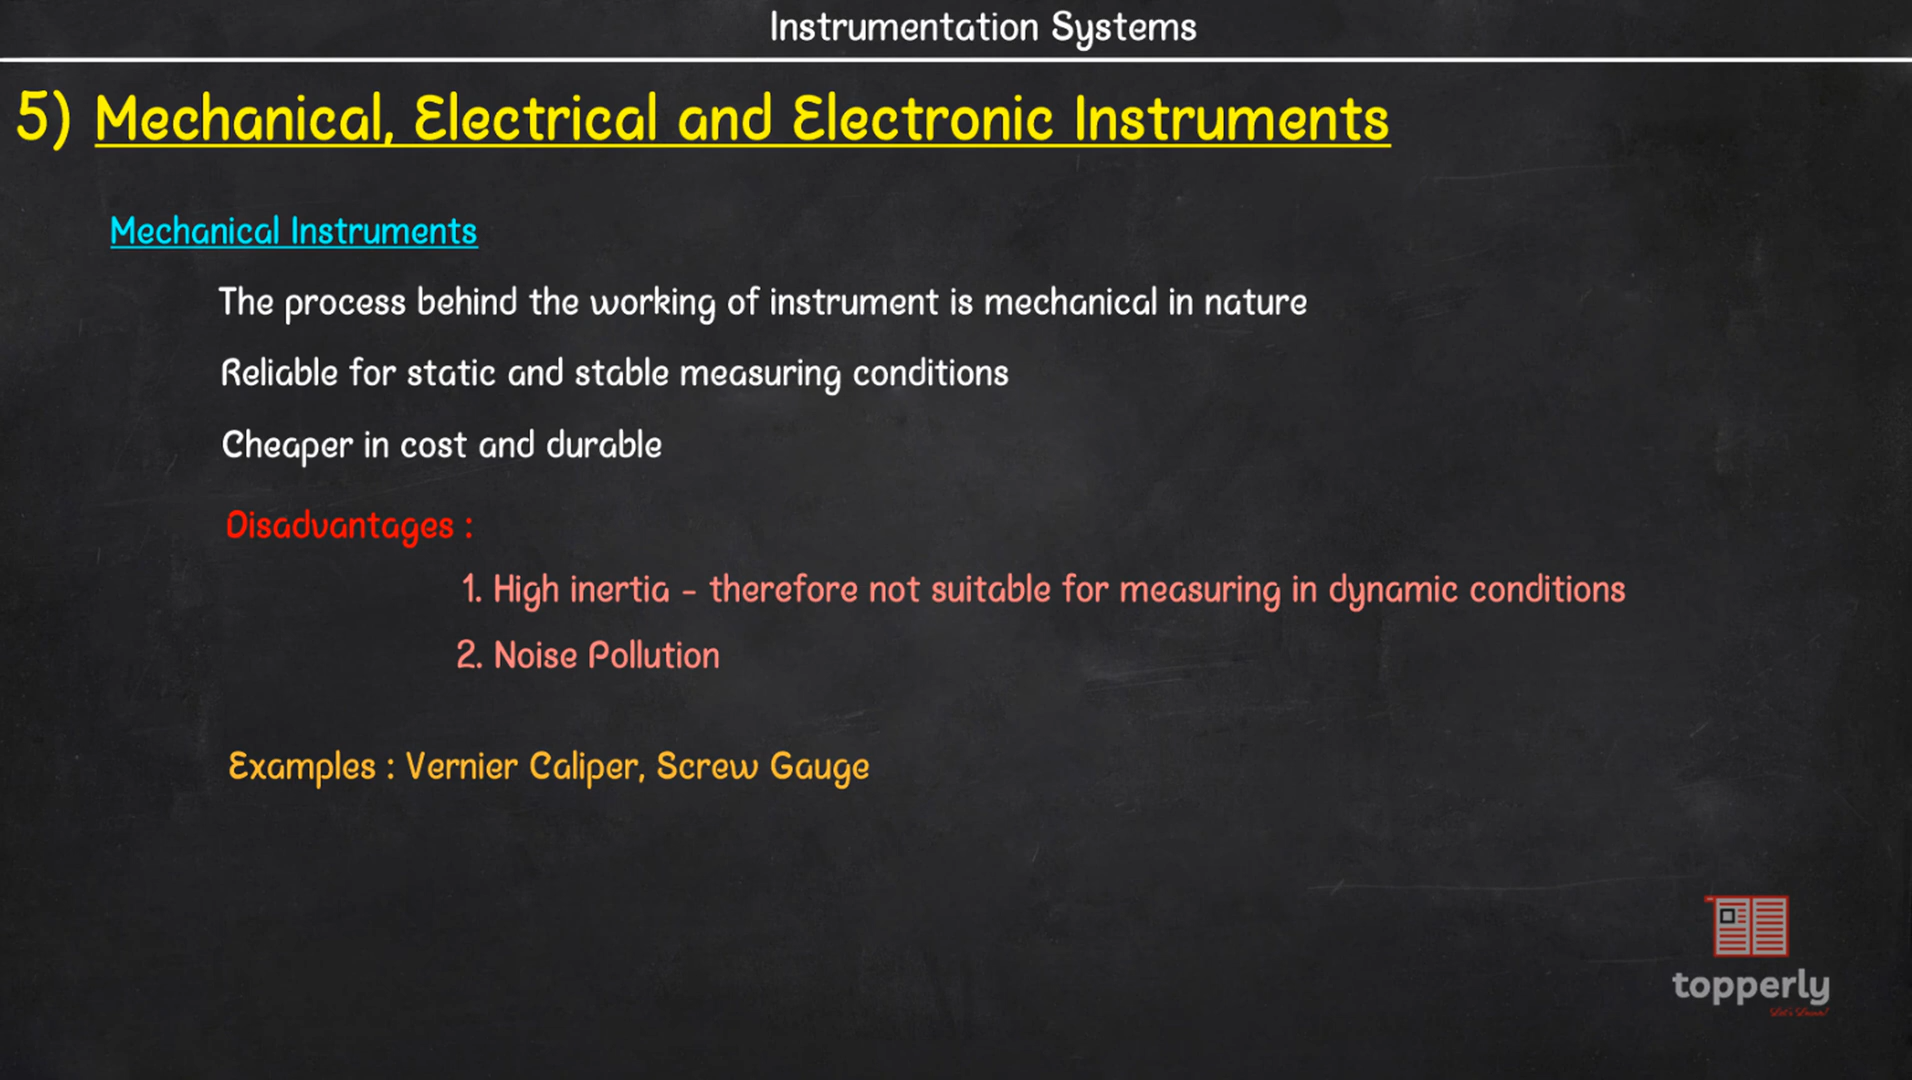 Instrumentation Systems
5) Mechanical, Electrical and Electronic Instruments
Mechanical Instruments
The process behind the working of instrument is mechanical in nature
Reliable for static and stable measuring conditions
Cheaper in cost and durable
Disadvantages :
1. High inertia - therefore not suitable for measuring in dynamic conditions
2. Noise Pollution
Examples : Vernier Caliper, Screw Gauge
topperly
Let's Learn!